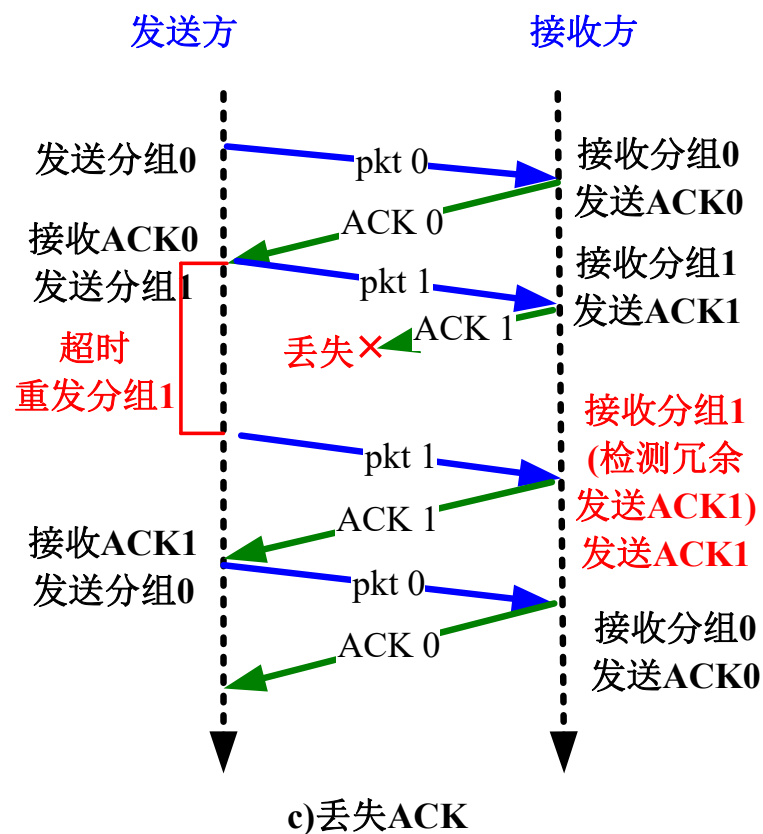 发送方
接收方
发送分组0
pkt 0
接收分组0
发送ACK0
ACK 0
接收ACK0
发送分组1
pkt 1
接收分组1
发送ACK1
ACK 1
丢失×
超时
重发分组1
pkt 1
接收分组1
(检测冗余
发送ACK1)
发送ACK1
ACK 1
接收ACK1
发送分组0
pkt 0
接收分组0
发送ACK0
ACK 0
c)丢失ACK